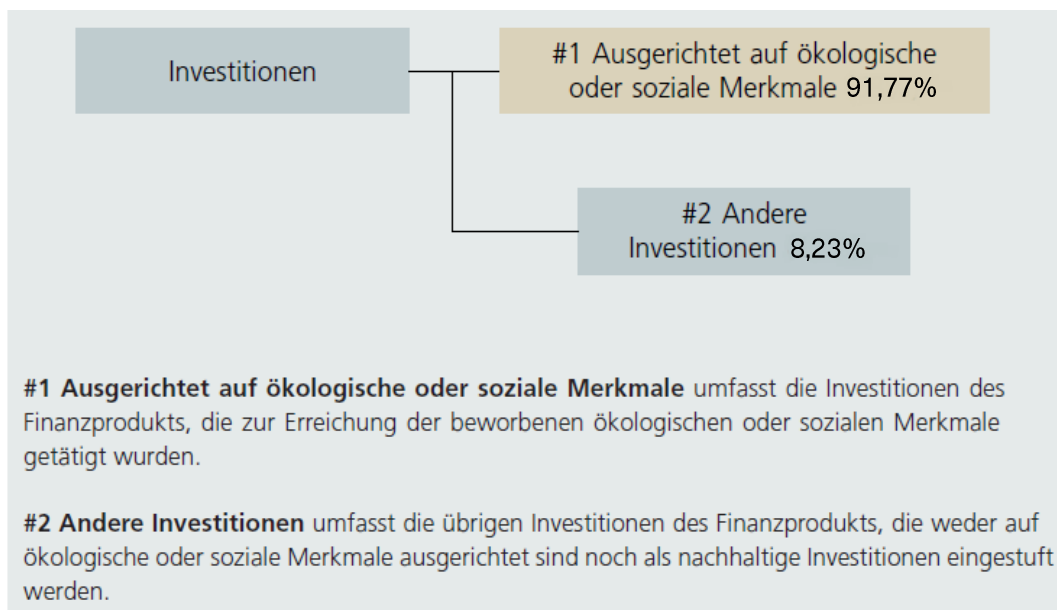 Investitionen
#1 Ausgerichtet auf ökologische
oder soziale Merkmale 91,77%
#2 Andere
Investitionen 8,23%
#1 Ausgerichtet auf ökologische oder soziale Merkmale umfasst die Investitionen des
Finanzprodukts, die zur Erreichung der beworbenen ökologischen oder sozialen Merkmale
getätigt wurden.
#2 Andere Investitionen umfasst die übrigen Investitionen des Finanzprodukts, die weder auf
ökologische oder soziale Merkmale ausgerichtet sind noch als nachhaltige Investitionen eingestuft
werden.